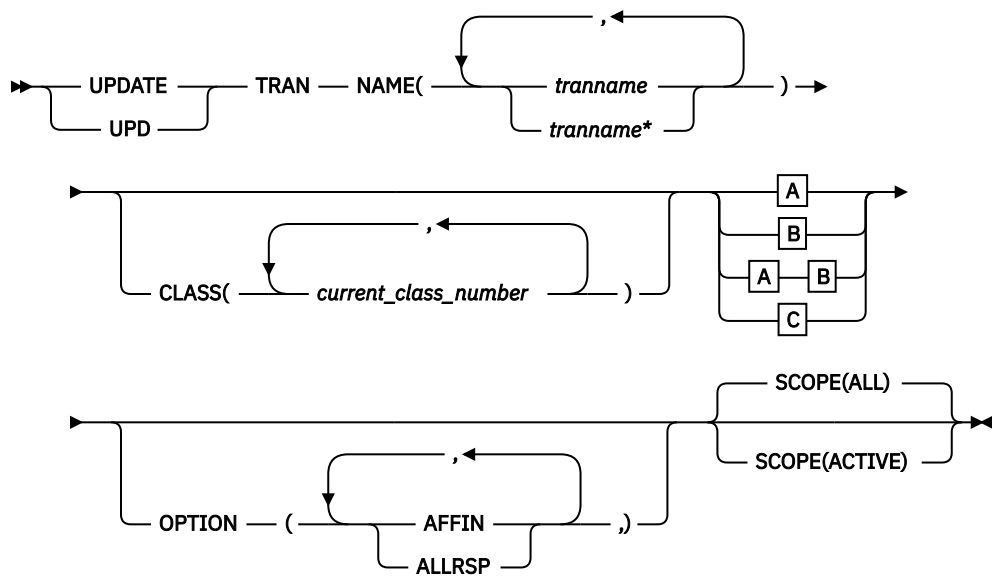 ,
UPDATE TRAN NAME( tranname )
UPD tranname*
A
,
B
CLASS( current_class_number )
A B
C
SCOPE(ALL)
,
SCOPE(ACTIVE)
OPTION ( AFFIN ,)
ALLRSP